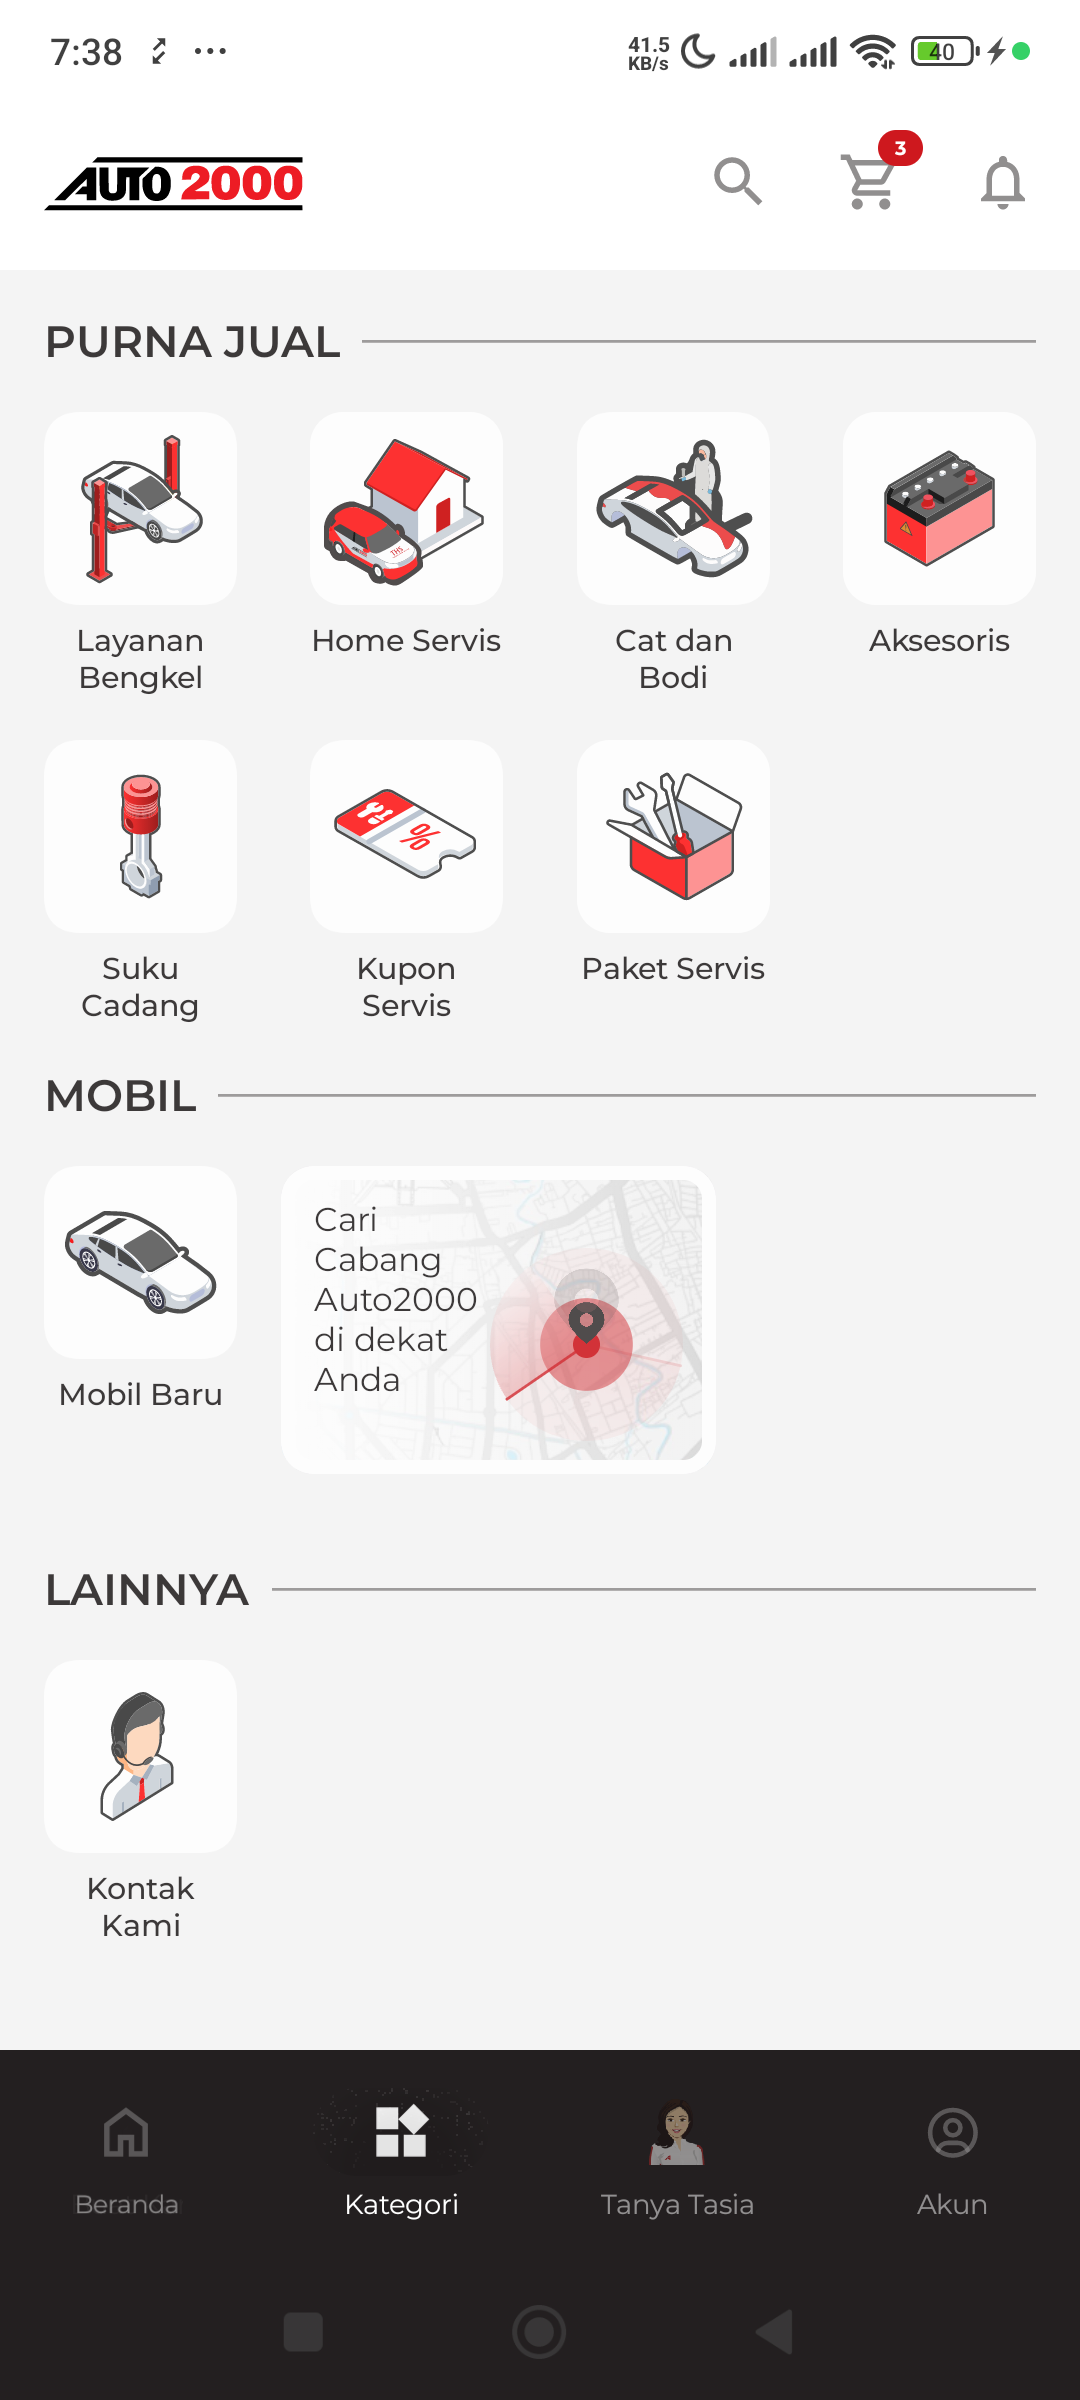 7:38
41.5
KB/s
40
AUTO 2000
3
PURNA JUAL
Layanan
Bengkel
Home Servis
Cat dan
Bodi
Aksesoris
Suku
Cadang
Kupon
Servis
Paket Servis
MOBIL
Mobil Baru
Cari
Cabang
Auto2000
di dekat
Anda
LAINNYA
Kontak
Kami
Beranda
Kategori
Tanya Tasia
Akun